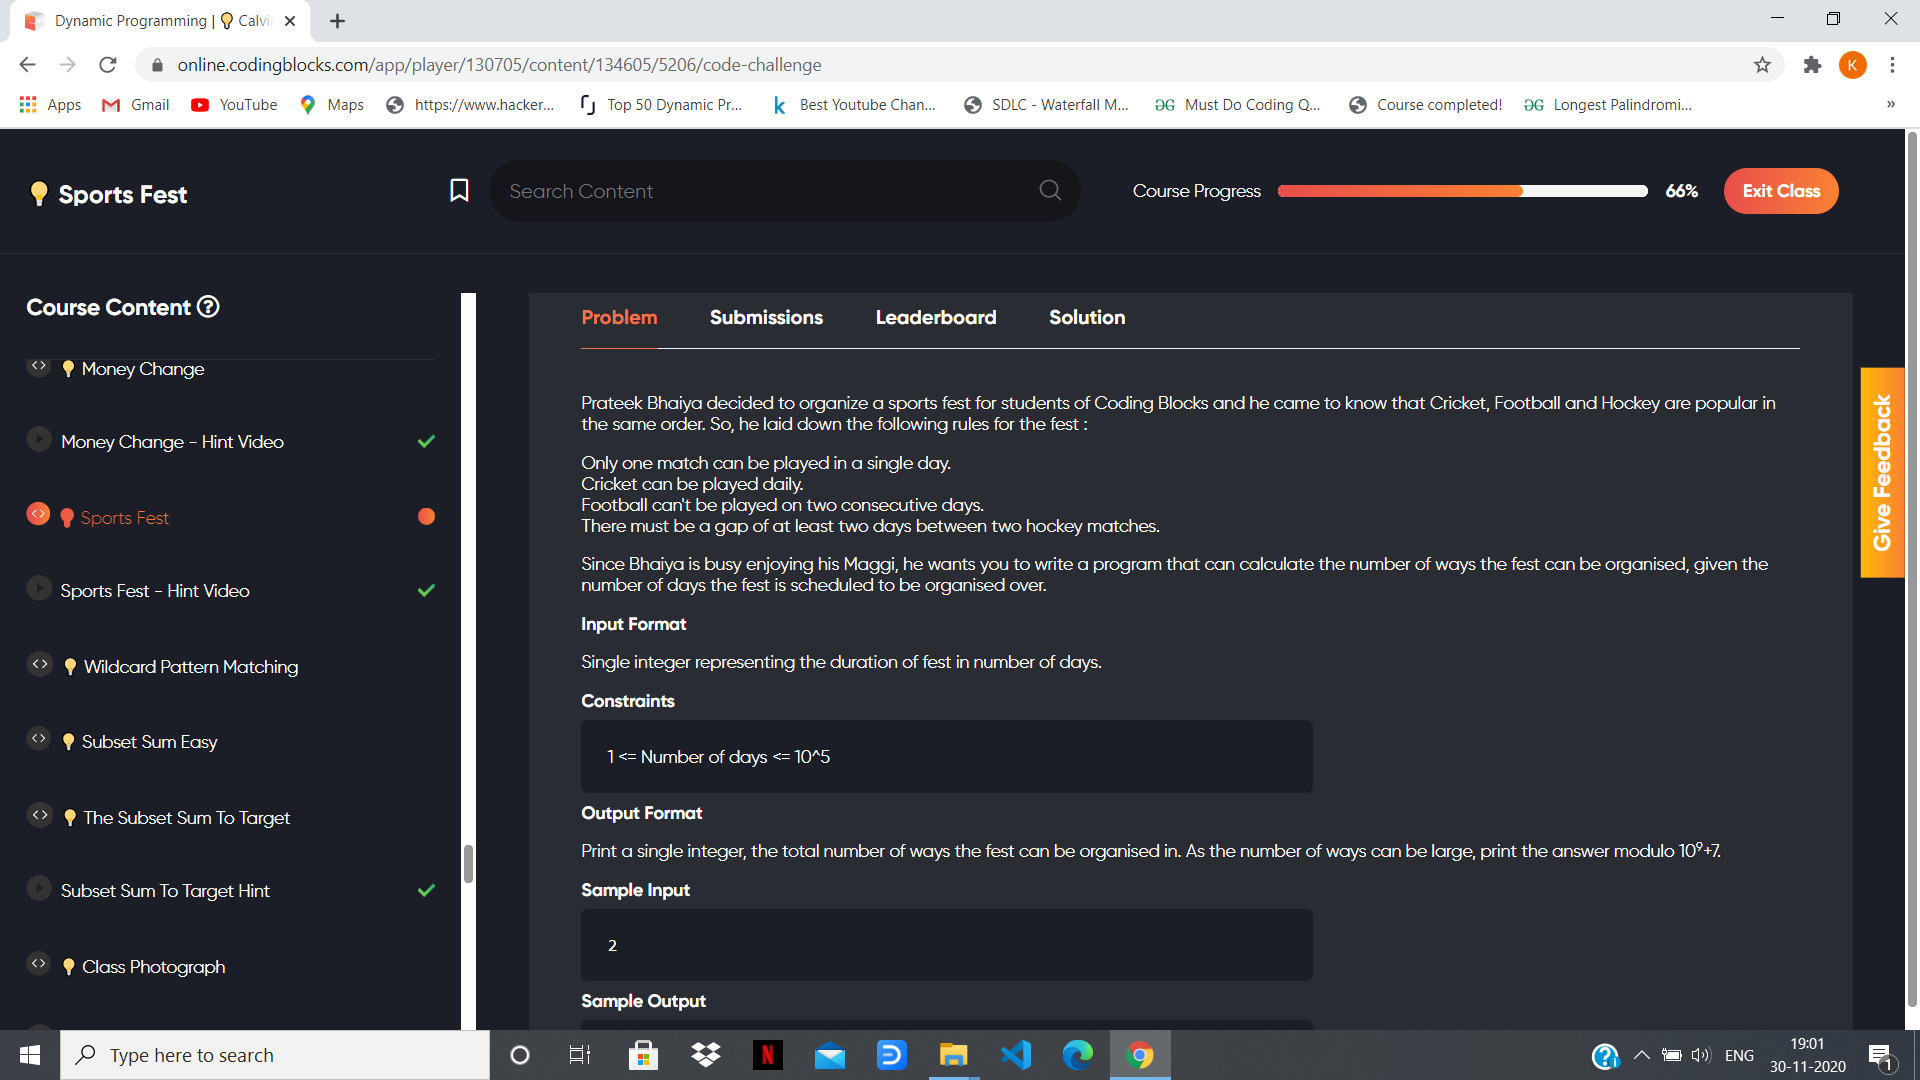 Dynamic Programming | 💡 Calvi
online.codingblocks.com/app/player/130705/content/134605/5206/code-challenge
K
Apps
Gmail
YouTube
Maps
https://www.hacker...
Top 50 Dynamic Pr...
Best Youtube Chan...
SDLC - Waterfall M...
Must Do Coding Q...
Course completed!
Longest Palindromi...
»
Sports Fest
Search Content
Course Progress
66%
Exit Class
Course Content
Money Change
Money Change - Hint Video
Sports Fest
Sports Fest - Hint Video
Wildcard Pattern Matching
Subset Sum Easy
The Subset Sum To Target
Subset Sum To Target Hint
Class Photograph
Problem
Submissions
Leaderboard
Solution
Prateek Bhaiya decided to organize a sports fest for students of Coding Blocks and he came to know that Cricket, Football and Hockey are popular in
the same order. So, he laid down the following rules for the fest :
Only one match can be played in a single day.
Cricket can be played daily.
Football can't be played on two consecutive days.
There must be a gap of at least two days between two hockey matches.
Since Bhaiya is busy enjoying his Maggi, he wants you to write a program that can calculate the number of ways the fest can be organised, given the
number of days the fest is scheduled to be organised over.
Input Format
Single integer representing the duration of fest in number of days.
Constraints
1 <= Number of days <= 10^5
Output Format
Print a single integer, the total number of ways the fest can be organised in. As the number of ways can be large, print the answer modulo 10⁹+7.
Sample Input
2
Sample Output
Give Feedback
Type here to search
ENG
19:01
30-11-2020
1